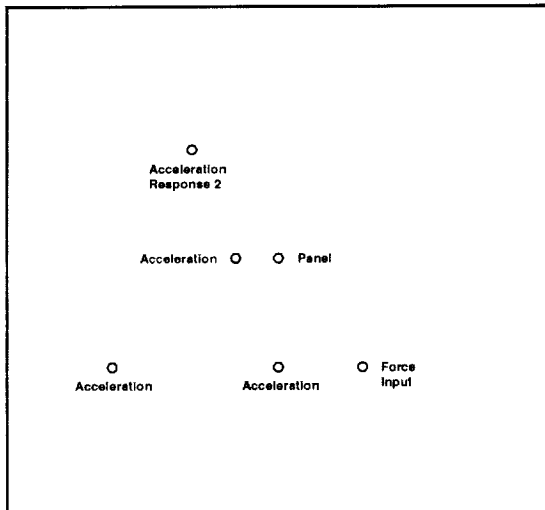 Acceleration
Response 2
Acceleration
Panel
Acceleration
Acceleration
Force
Input